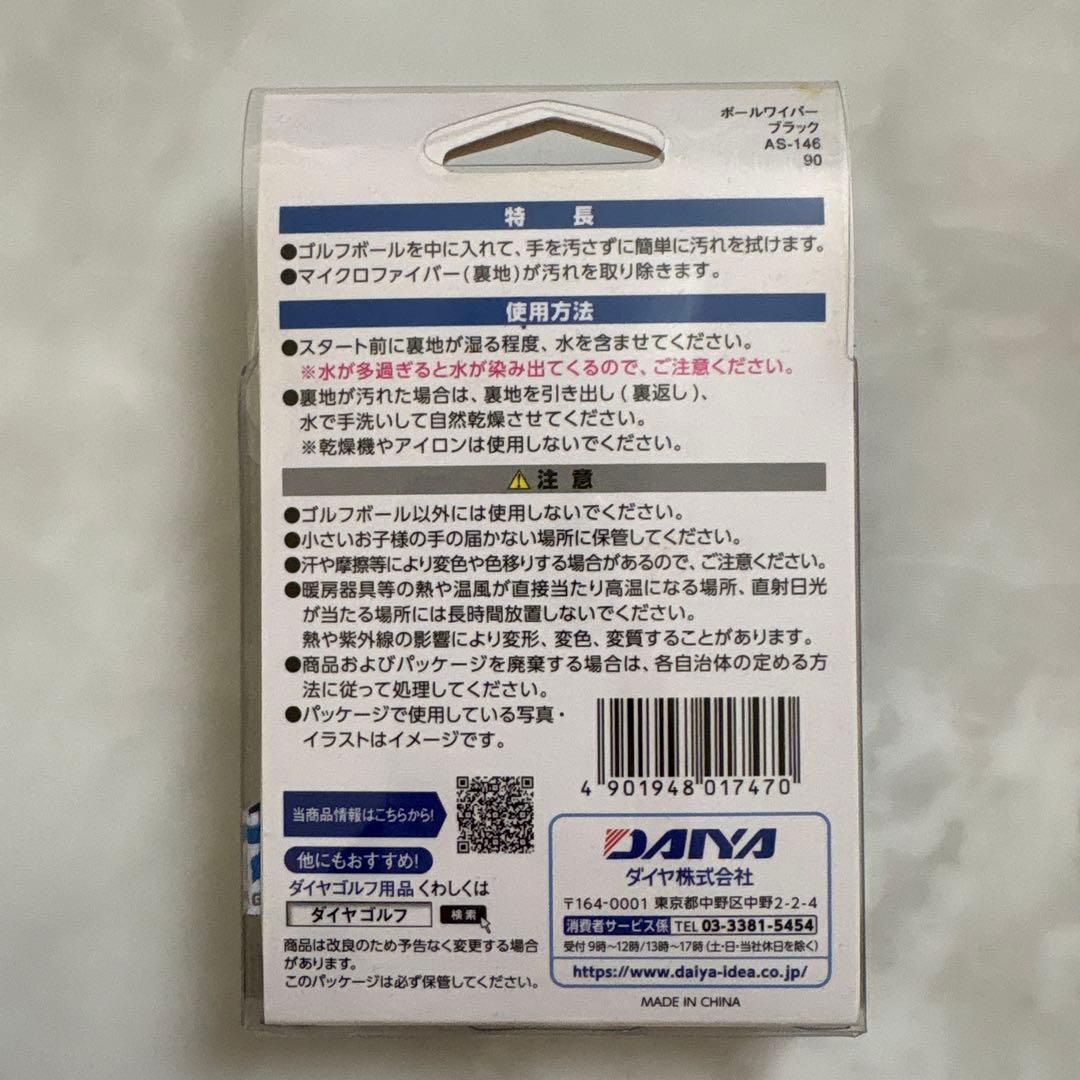 ボールワイパー
ブラック
AS-146
90
特 長
●ゴルフボールを中に入れて、手を汚さずに簡単に汚れを拭けます。
●マイクロファイバー(裏地)が汚れを取り除きます。
使用方法
●スタート前に裏地が湿る程度、水を含ませてください。
※水が多過ぎると水が染み出てくるので、ご注意ください。
●裏地が汚れた場合は、裏地を引き出し(裏返し)、
水で手洗いして自然乾燥させてください。
※乾燥機やアイロンは使用しないでください。
注 意
●ゴルフボール以外には使用しないでください。
●小さいお子様の手の届かない場所に保管してください。
●汗や摩擦等により変色や色移りする場合があるので、ご注意ください。
●暖房器具等の熱や温風が直接当たり高温になる場所、直射日光
が当たる場所には長時間放置しないでください。
熱や紫外線の影響により変形、変色、変質することがあります。
●商品およびパッケージを廃棄する場合は、各自治体の定める方
法に従って処理してください。
●パッケージで使用している写真・
イラストはイメージです。
4 901948 017470
当商品情報はこちらから!
他にもおすすめ!
ダイヤゴルフ用品 くわしくは
ダイヤゴルフ 検索
商品は改良のため予告なく変更する場合
があります。
このパッケージは必ず保管してください。
DAIYA
ダイヤ株式会社
〒164-0001 東京都中野区中野2-2-4
消費者サービス係 TEL 03-3381-5454
受付 9時〜12時/13時〜17時(土・日・当社休日を除く)
https://www.daiya-idea.co.jp/
MADE IN CHINA